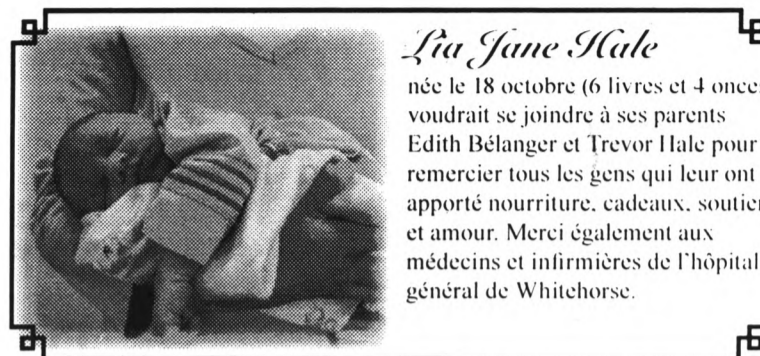 Lia Jane Hale
née le 18 octobre (6 livres et 4 onces
voudrait se joindre à ses parents
Edith Bélanger et Trevor Hale pour
remercier tous les gens qui leur ont
apporté nourriture, cadeaux, soutien
et amour. Merci également aux
médecins et infirmières de l'hôpital
général de Whitehorse.